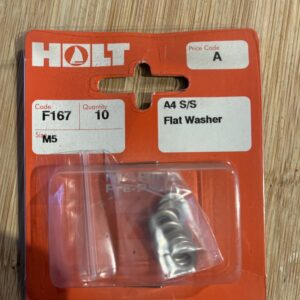 HOLT
Price Code
A
Code
F167
Quantity
10
Size
M5
A4 S/S
Flat Washer